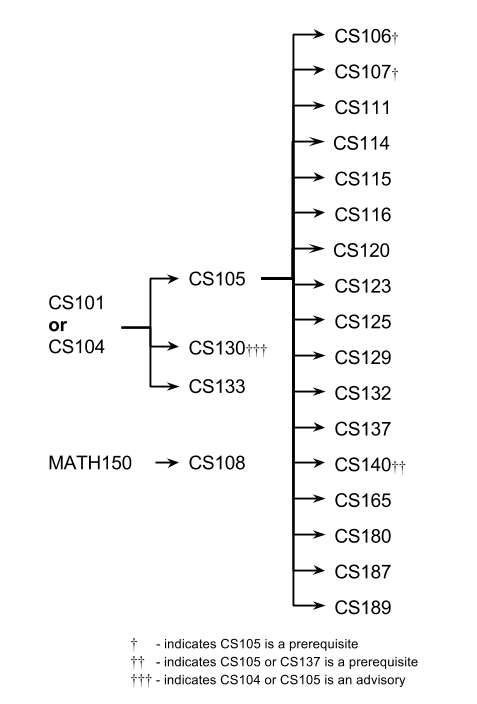 CS106†
CS107†
CS111
CS114
CS115
CS116
CS120
CS123
CS125
CS129
CS132
CS137
CS140††
CS165
CS180
CS187
CS189
CS105
CS101
or
CS104
CS130†††
CS133
MATH150
CS108
† - indicates CS105 is a prerequisite
†† - indicates CS105 or CS137 is a prerequisite
††† - indicates CS104 or CS105 is an advisory